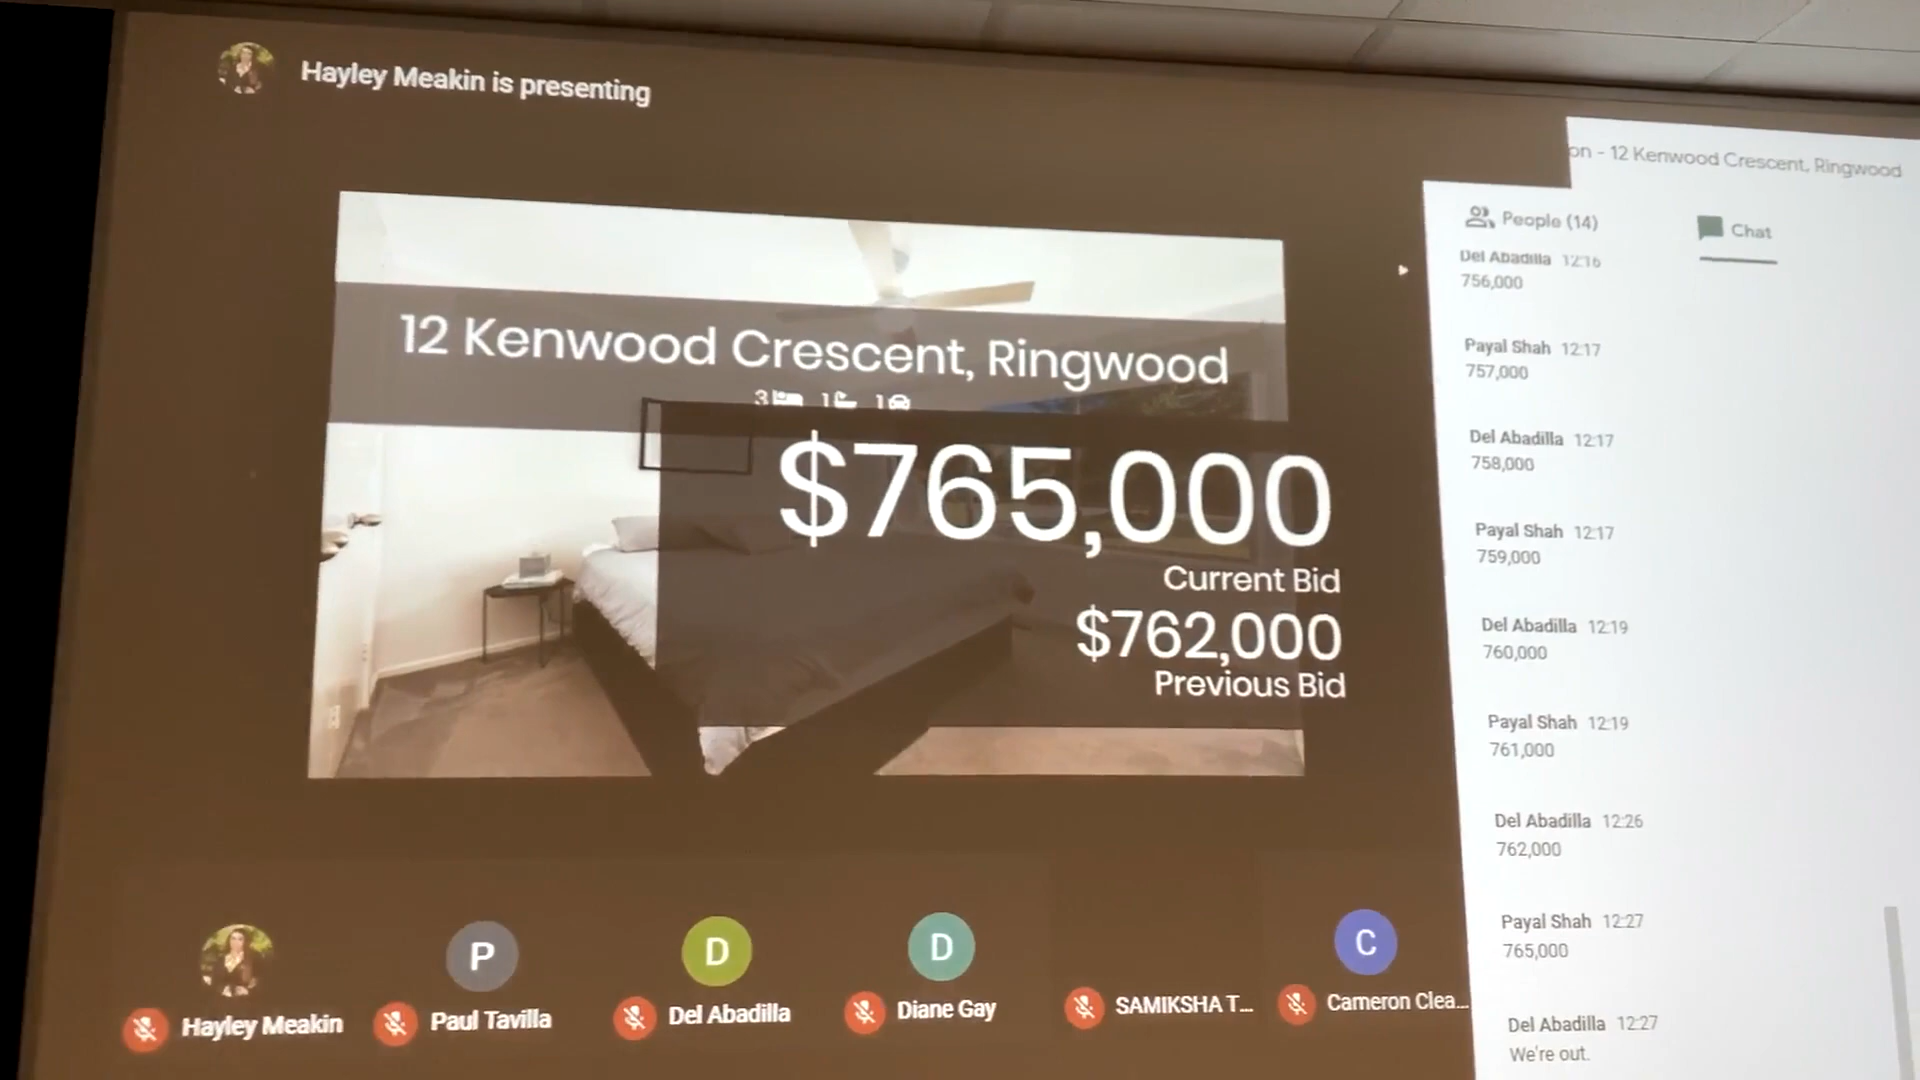 Hayley Meakin is presenting
12 Kenwood Crescent, Ringwood
3 1 1
$765,000
Current Bid
$762,000
Previous Bid
on - 12 Kenwood Crescent, Ringwood
People (14)
Chat
Del Abadilla 12:16
756,000
Payal Shah 12:17
757,000
Del Abadilla 12:17
758,000
Payal Shah 12:17
759,000
Del Abadilla 12:19
760,000
Payal Shah 12:19
761,000
Del Abadilla 12:26
762,000
Payal Shah 12:27
765,000
Del Abadilla 12:27
We're out.
P
D
D
C
Hayley Meakin
Paul Tavilla
Del Abadilla
Diane Gay
SAMIKSHA T...
Cameron Clea...